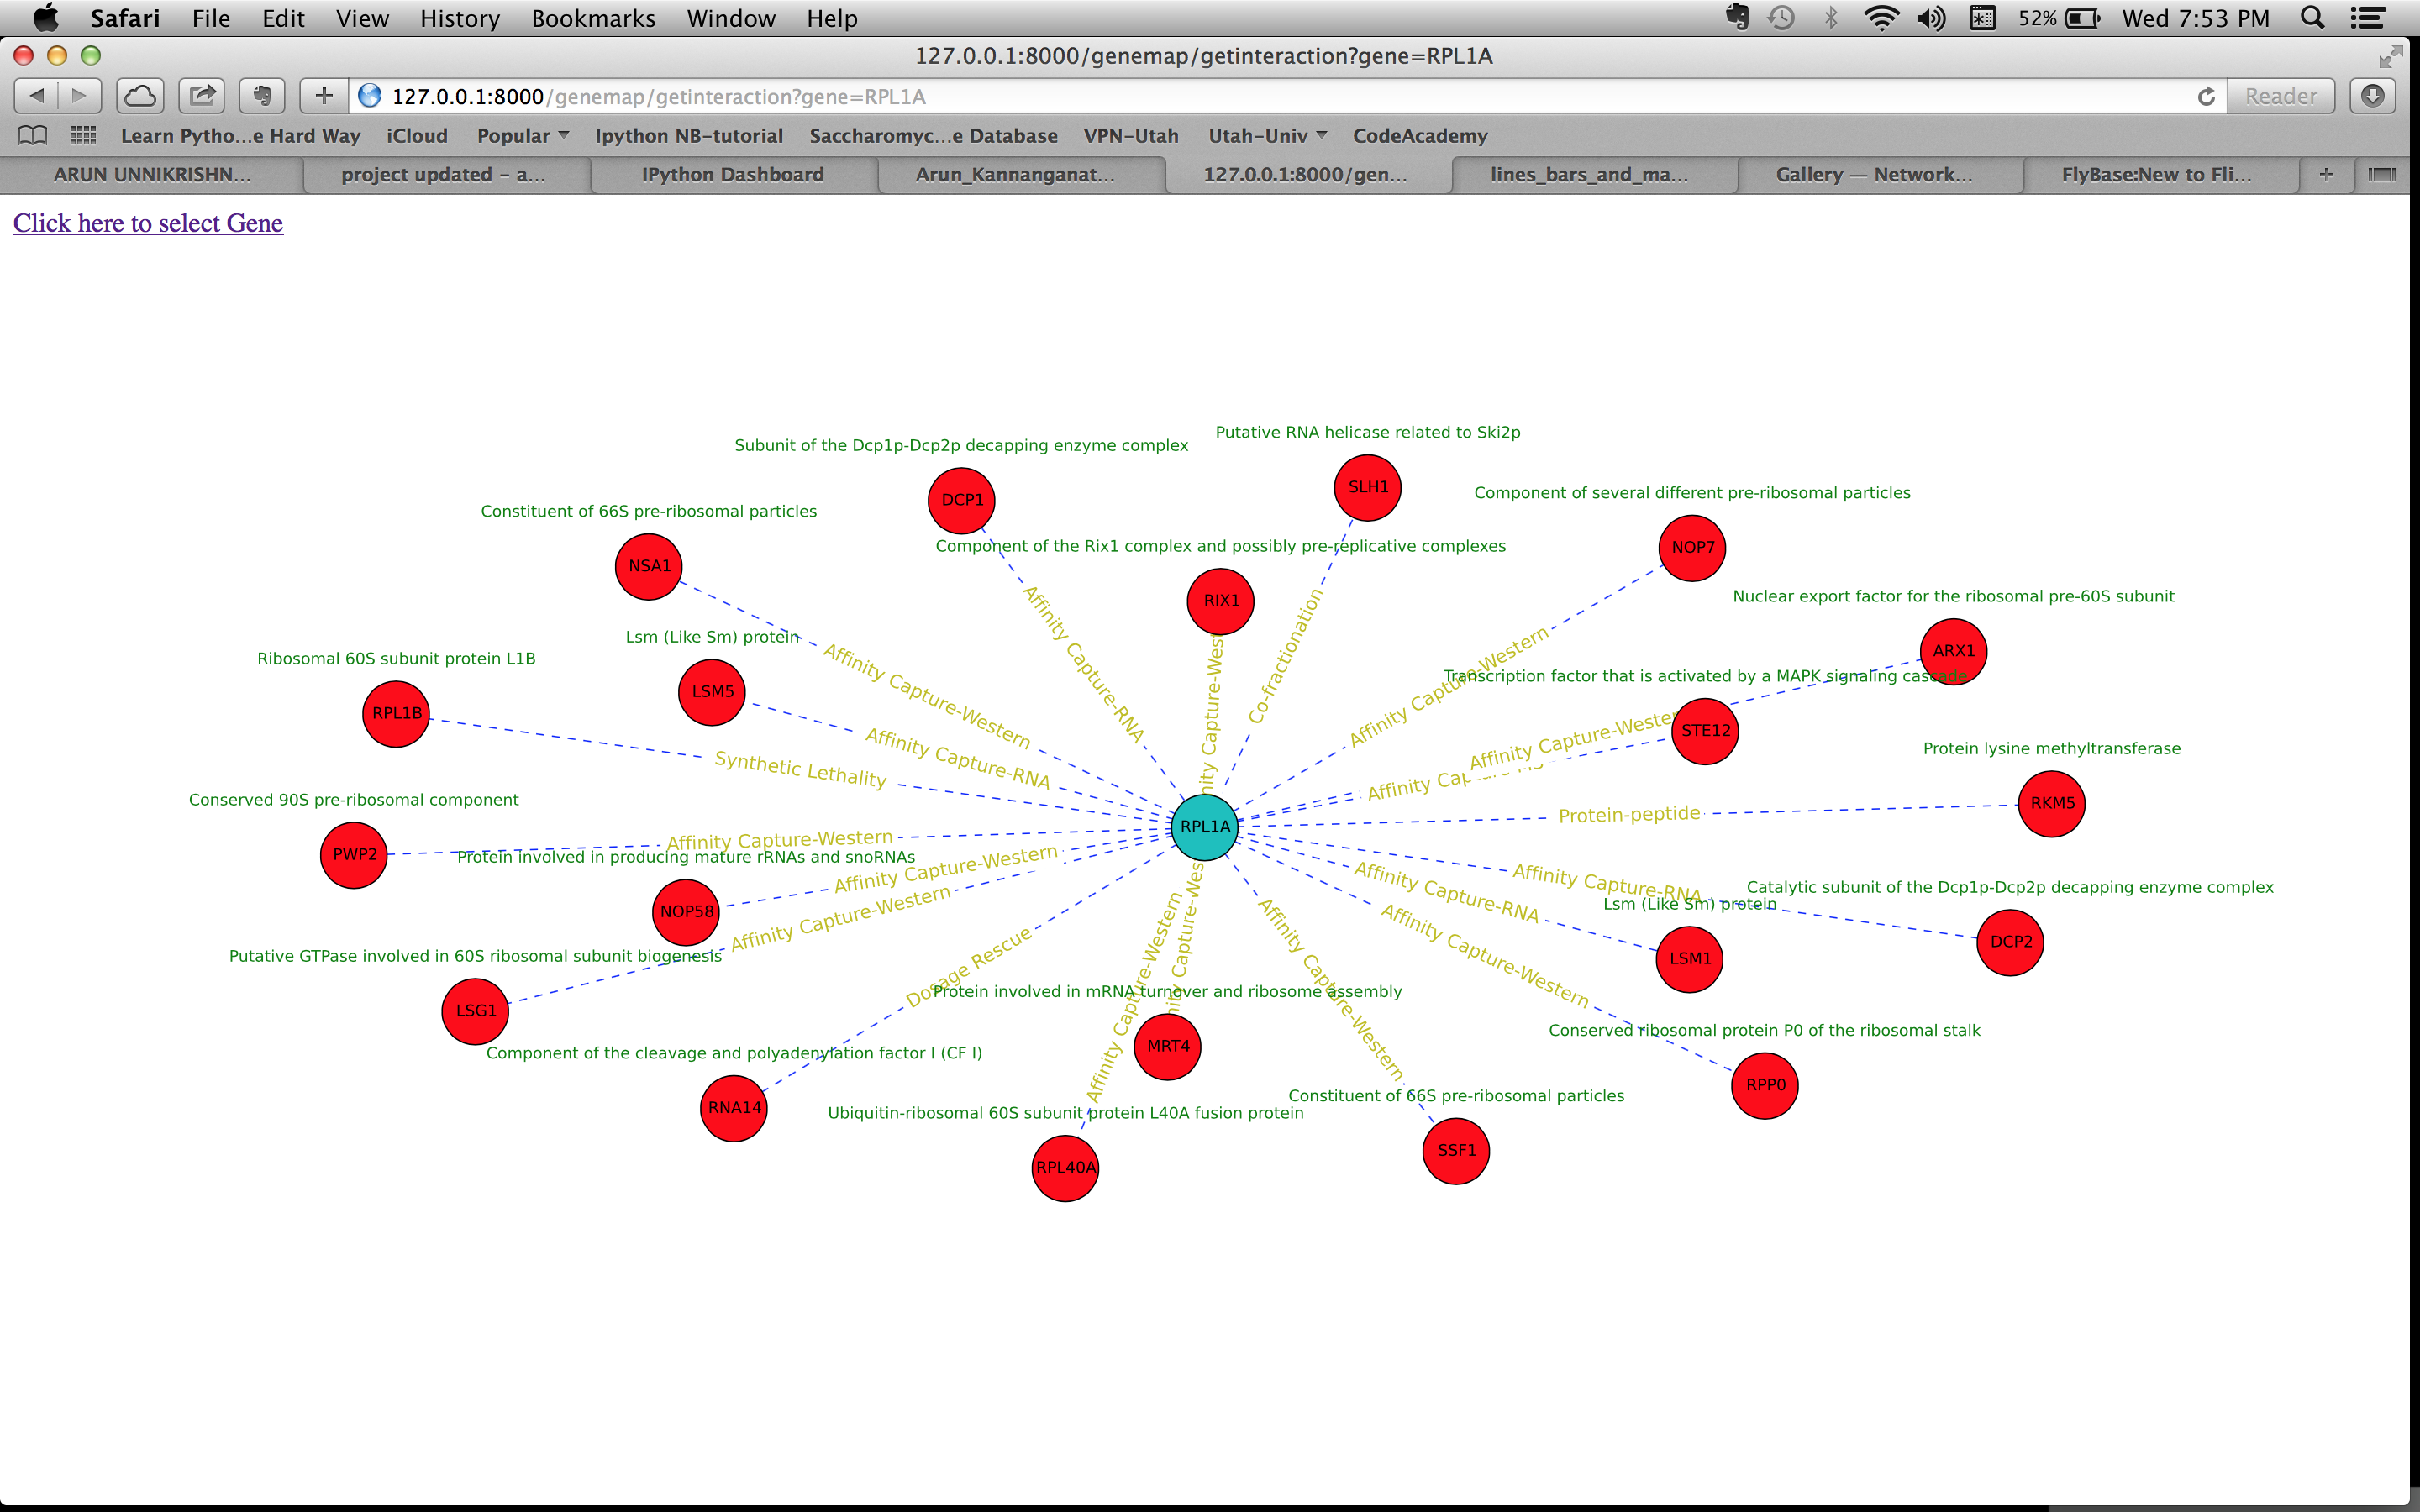 Safari File Edit View History Bookmarks Window Help 52% Wed 7:53 PM
127.0.0.1:8000/genemap/getinteraction?gene=RPL1A
127.0.0.1:8000/genemap/getinteraction?gene=RPL1A Reader
Learn Pytho...e Hard Way iCloud Popular Ipython NB-tutorial Saccharomyc...e Database VPN-Utah Utah-Univ CodeAcademy
ARUN UNNIKRISHN... project updated – a... IPython Dashboard Arun_Kannanganat... 127.0.0.1:8000/gen... lines_bars_and_ma... Gallery — Network... FlyBase:New to Fli...
Click here to select Gene
Putative RNA helicase related to Ski2p
Subunit of the Dcp1p-Dcp2p decapping enzyme complex
SLH1
Component of several different pre-ribosomal particles
DCP1
Constituent of 66S pre-ribosomal particles
Component of the Rix1 complex and possibly pre-replicative complexes
NOP7
NSA1
Nuclear export factor for the ribosomal pre-60S subunit
RIX1
Lsm (Like Sm) protein
ARX1
Ribosomal 60S subunit protein L1B
Affinity Capture-RNA
Co-fractionation
Transcription factor that is activated by a MAPK signaling cascade
Affinity Capture-Western
Affinity Capture-Western
LSM5
RPL1B
Capture-Wes
STE12
Affinity Capture-Wester
Protein lysine methyltransferase
Affinity Capture-RNA
Synthetic Lethality
Affinity
Conserved 90S pre-ribosomal component
RKM5
Protein-peptide
RPL1A
Affinity Capture-Western
PWP2
Protein involved in producing mature rRNAs and snoRNAs
Affinity Capture-Western
Affinity Capture-RNA
Affinity Capture-RNA
Catalytic subunit of the Dcp1p-Dcp2p decapping enzyme complex
Lsm (Like Sm) protein
NOP58
Affinity Capture-Western
DCP2
Putative GTPase involved in 60S ribosomal subunit biogenesis
Affinity Capture-Western
LSM1
Dosage Rescue
Capture-Wes
Affinity Capture-Western
Affinity Capture-Western
Protein involved in mRNA turnover and ribosome assembly
LSG1
Conserved ribosomal protein P0 of the ribosomal stalk
MRT4
Component of the cleavage and polyadenylation factor I (CF I)
RPP0
Constituent of 66S pre-ribosomal particles
RNA14
Ubiquitin-ribosomal 60S subunit protein L40A fusion protein
SSF1
RPL40A